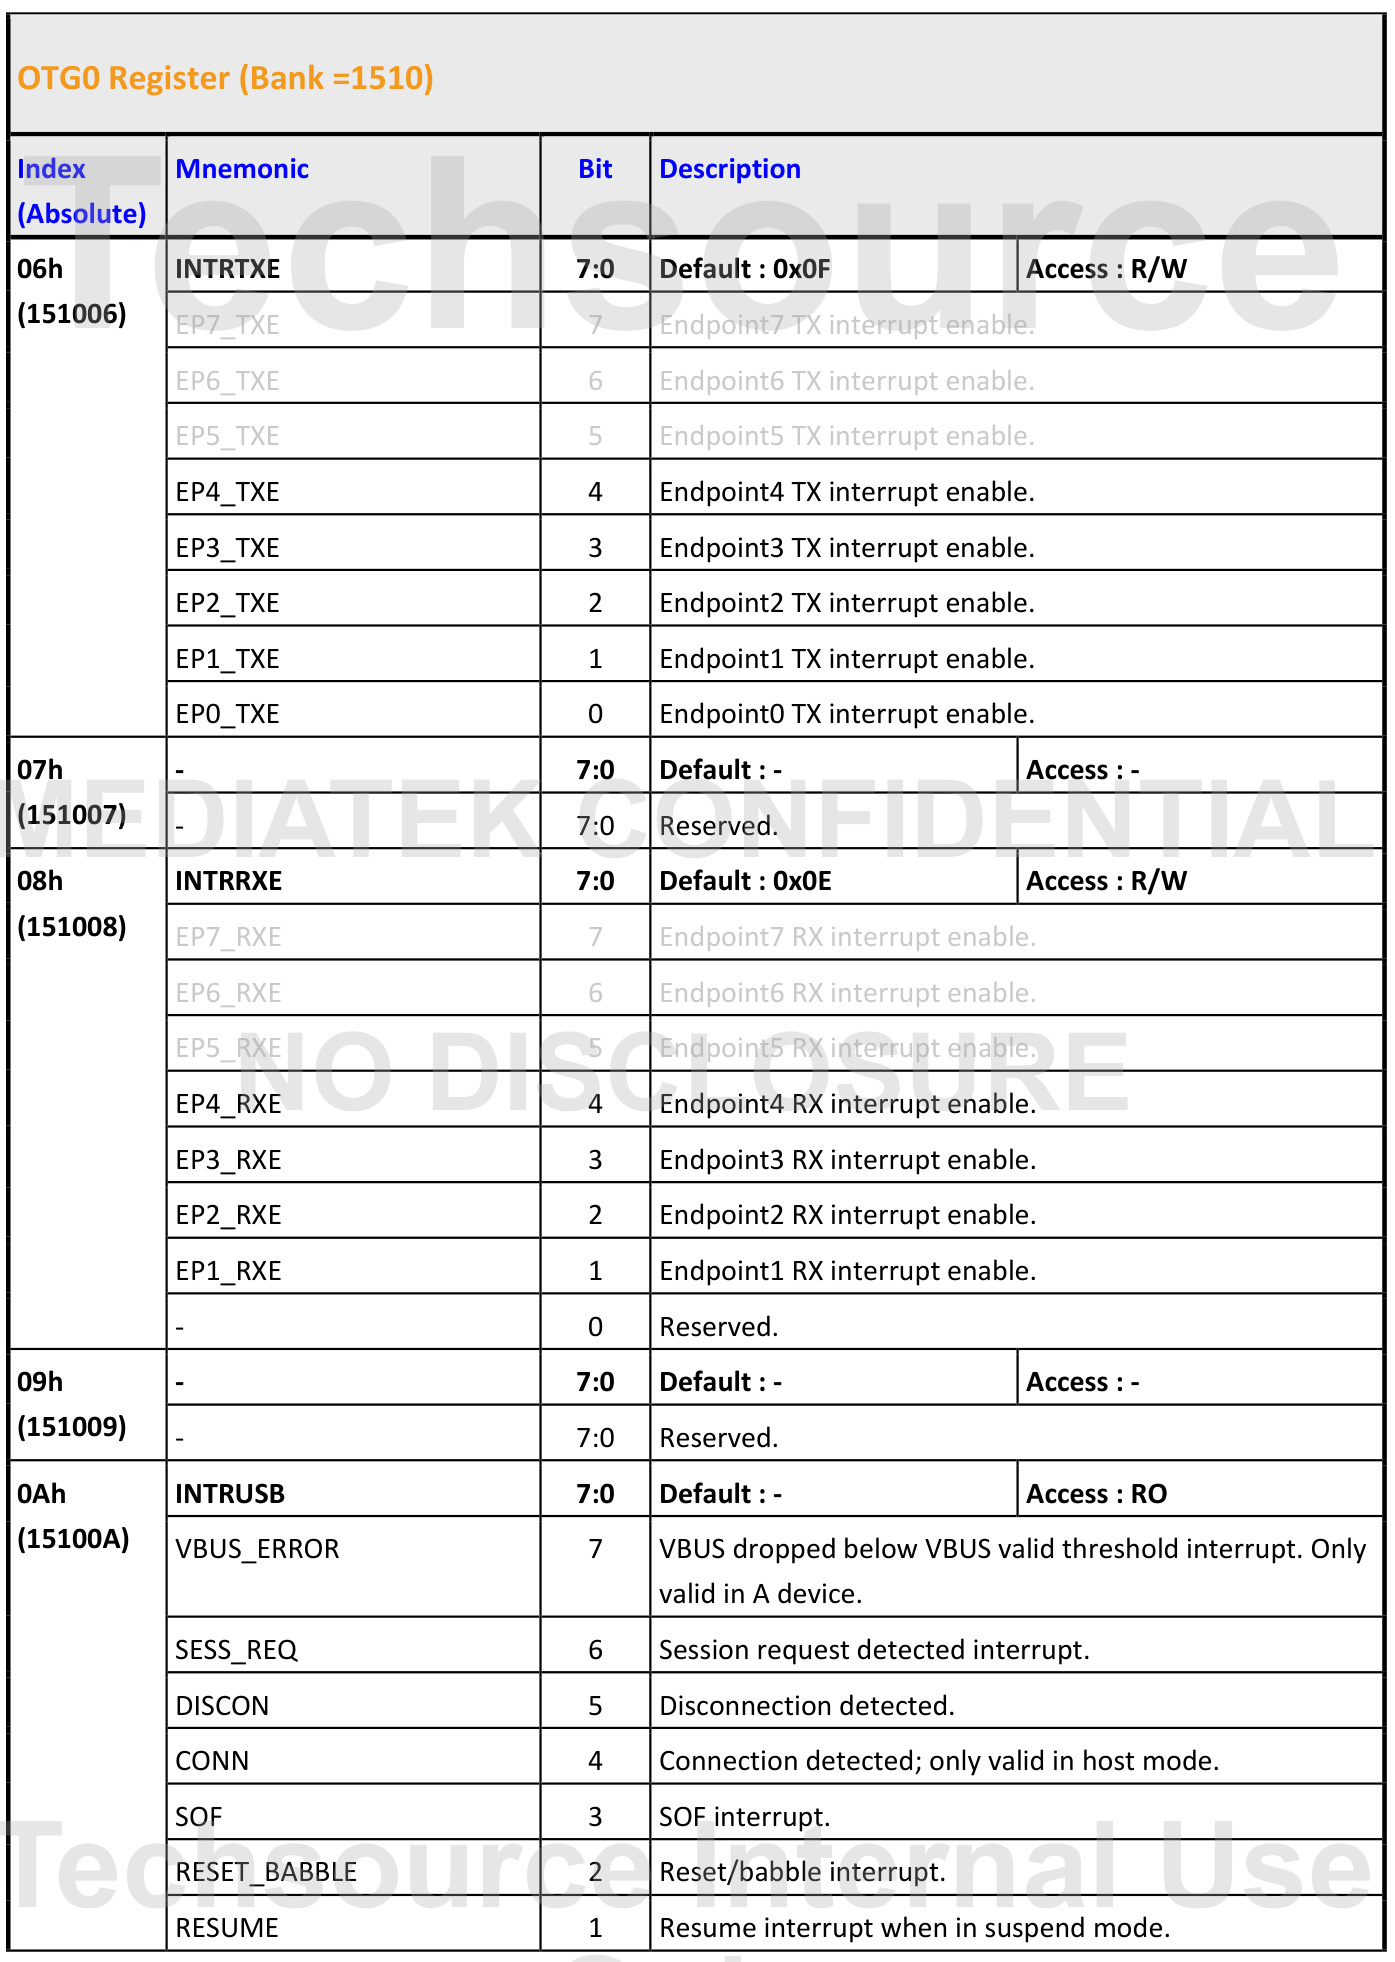 OTG0 Register (Bank =1510)
Index (Absolute) Mnemonic Bit Description
06h (151006) INTRTXE 7:0 Default : 0x0F Access : R/W
EP7_TXE 7 Endpoint7 TX interrupt enable.
EP6_TXE 6 Endpoint6 TX interrupt enable.
EP5_TXE 5 Endpoint5 TX interrupt enable.
EP4_TXE 4 Endpoint4 TX interrupt enable.
EP3_TXE 3 Endpoint3 TX interrupt enable.
EP2_TXE 2 Endpoint2 TX interrupt enable.
EP1_TXE 1 Endpoint1 TX interrupt enable.
EP0_TXE 0 Endpoint0 TX interrupt enable.
07h (151007) - 7:0 Default : - Access : -
- 7:0 Reserved.
08h (151008) INTRRXE 7:0 Default : 0x0E Access : R/W
EP7_RXE 7 Endpoint7 RX interrupt enable.
EP6_RXE 6 Endpoint6 RX interrupt enable.
EP5_RXE 5 Endpoint5 RX interrupt enable.
EP4_RXE 4 Endpoint4 RX interrupt enable.
EP3_RXE 3 Endpoint3 RX interrupt enable.
EP2_RXE 2 Endpoint2 RX interrupt enable.
EP1_RXE 1 Endpoint1 RX interrupt enable.
- 0 Reserved.
09h (151009) - 7:0 Default : - Access : -
- 7:0 Reserved.
0Ah (15100A) INTRUSB 7:0 Default : - Access : RO
VBUS_ERROR 7 VBUS dropped below VBUS valid threshold interrupt. Only
valid in A device.
SESS_REQ 6 Session request detected interrupt.
DISCON 5 Disconnection detected.
CONN 4 Connection detected; only valid in host mode.
SOF 3 SOF interrupt.
RESET_BABBLE 2 Reset/babble interrupt.
RESUME 1 Resume interrupt when in suspend mode.
Techsource
MEDIATEK CONFIDENTIAL
NO DISCLOSURE
Techsource Internal Use